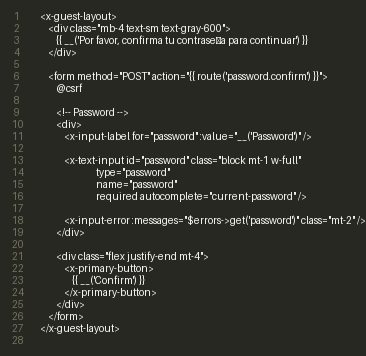 1 <x-guest-layout>
2 <div class="mb-4 text-sm text-gray-600">
3 {{ __('Por favor, confirma tu contrase�a para continuar') }}
4 </div>
5
6 <form method="POST" action="{{ route('password.confirm') }}">
7 @csrf
8
9 <!-- Password -->
10 <div>
11 <x-input-label for="password" :value="__('Password')" />
12
13 <x-text-input id="password" class="block mt-1 w-full"
14 type="password"
15 name="password"
16 required autocomplete="current-password" />
17
18 <x-input-error :messages="$errors->get('password')" class="mt-2" />
19 </div>
20
21 <div class="flex justify-end mt-4">
22 <x-primary-button>
23 {{ __('Confirm') }}
24 </x-primary-button>
25 </div>
26 </form>
27 </x-guest-layout>
28